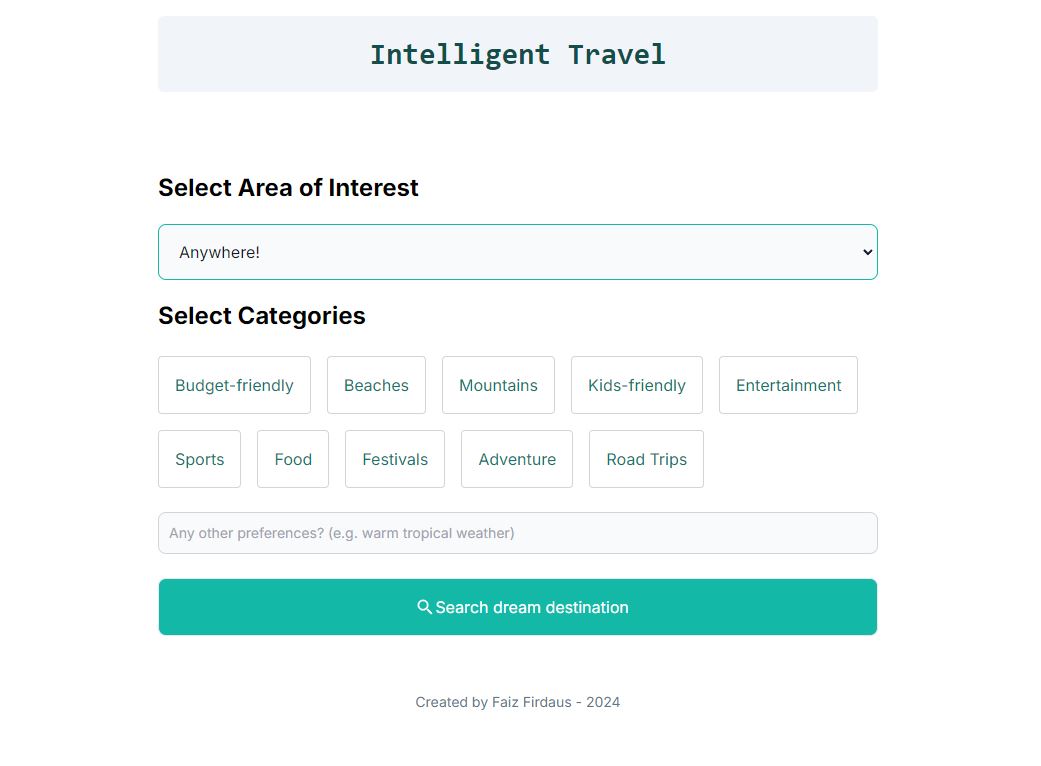 Intelligent Travel
Select Area of Interest
Anywhere!
Select Categories
Budget-friendly Beaches Mountains Kids-friendly Entertainment
Sports Food Festivals Adventure Road Trips
Any other preferences? (e.g. warm tropical weather)
Search dream destination
Created by Faiz Firdaus - 2024